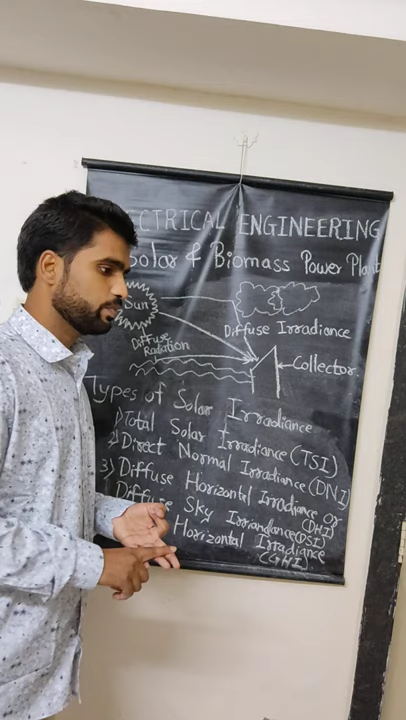 ECTRICAL ENGINEERING
Solar & Biomass Power Plant
Sun
Diffuse Irradiance
Diffuse
Radiation
Collector
Types of Solar Irradiance
1) Total Solar Irradiance (TSI)
2) Direct Normal Irradiance (DNI)
3) Diffuse Horizontal Irradiance or (DHI)
Diffuse Sky Irriandance (DSI)
Horizontal Irradiance
(GHI)